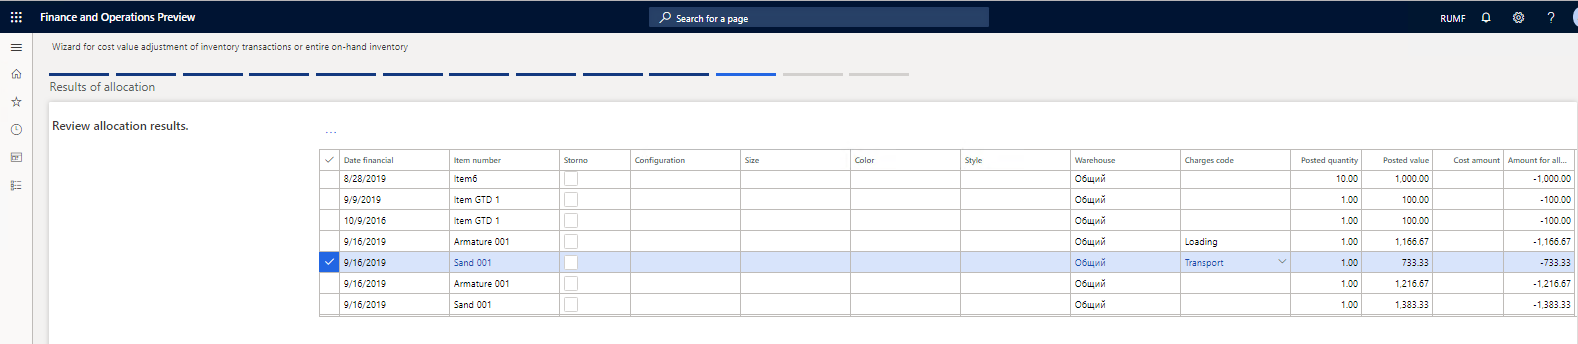 Finance and Operations Preview
Search for a page
RUMF
?
Wizard for cost value adjustment of inventory transactions or entire on-hand inventory
Results of allocation
Review allocation results.
...
Date financial Item number Storno Configuration Size Color Style Warehouse Charges code Posted quantity Posted value Cost amount Amount for all...
8/28/2019 Item6 Общий 10.00 1,000.00 -1,000.00
9/9/2019 Item GTD 1 Общий 1.00 100.00 -100.00
10/9/2016 Item GTD 1 Общий 1.00 100.00 -100.00
9/16/2019 Armature 001 Общий Loading 1.00 1,166.67 -1,166.67
9/16/2019 Sand 001 Общий Transport 1.00 733.33 -733.33
9/16/2019 Armature 001 Общий 1.00 1,216.67 -1,216.67
9/16/2019 Sand 001 Общий 1.00 1,383.33 -1,383.33